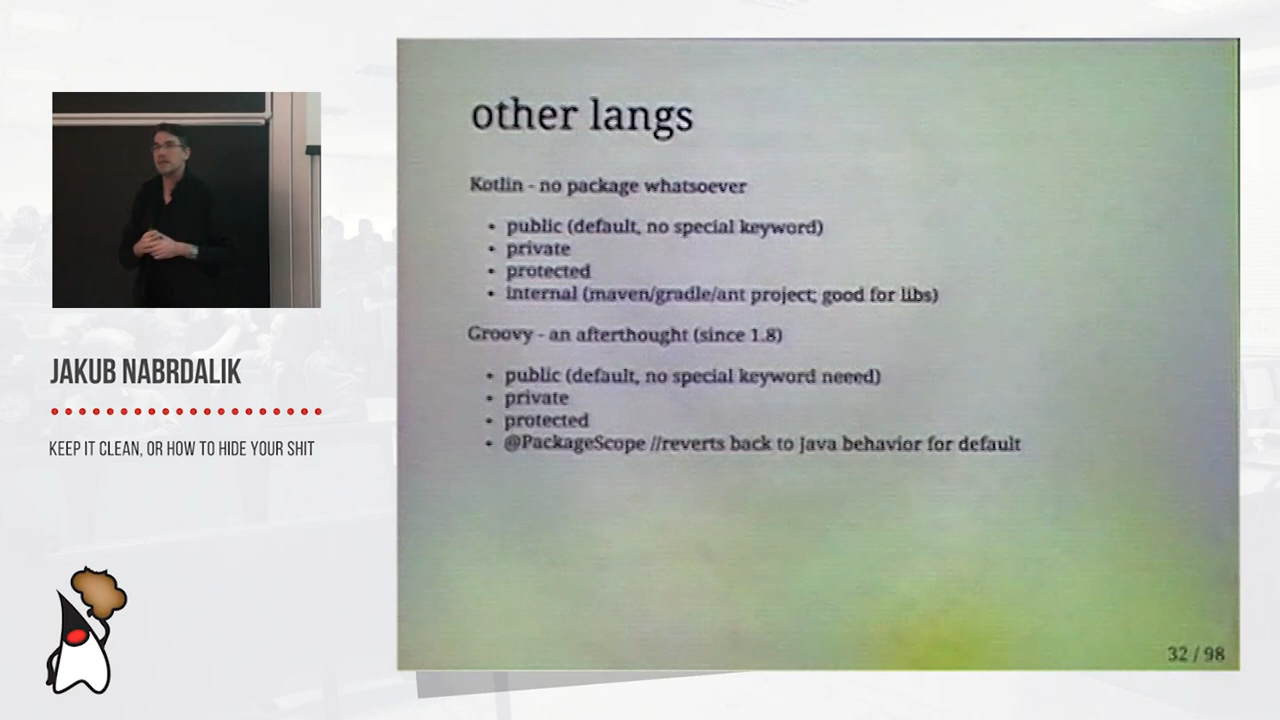 JAKUB NABRDALIK
KEEP IT CLEAN, OR HOW TO HIDE YOUR SHIT
other langs
Kotlin - no package whatsoever
• public (default, no special keyword)
• private
• protected
• internal (maven/gradle/ant project; good for libs)
Groovy - an afterthought (since 1.8)
• public (default, no special keyword neeed)
• private
• protected
• @PackageScope //reverts back to Java behavior for default
32 / 98